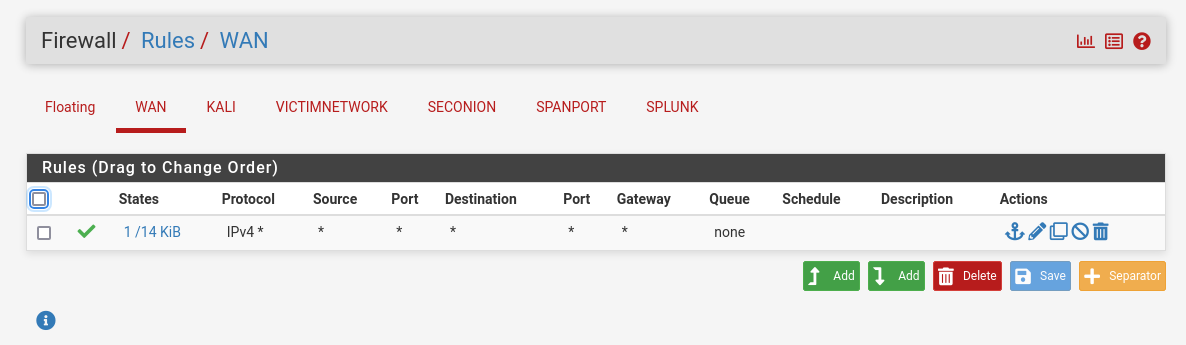 Firewall / Rules / WAN
Floating WAN KALI VICTIMNETWORK SECONION SPANPORT SPLUNK
Rules (Drag to Change Order)
States Protocol Source Port Destination Port Gateway Queue Schedule Description Actions
1 /14 KiB IPv4 * * * * * * none
Add Add Delete Save Separator